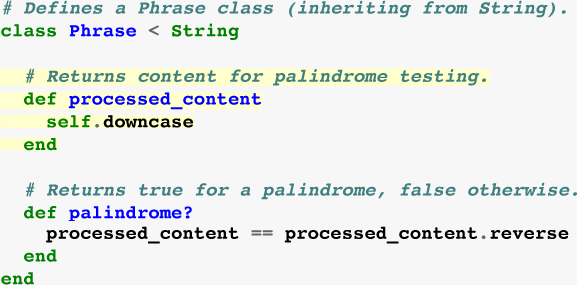 # Defines a Phrase class (inheriting from String).
class Phrase < String
# Returns content for palindrome testing.
def processed_content
self.downcase
end
# Returns true for a palindrome, false otherwise.
def palindrome?
processed_content == processed_content.reverse
end
end